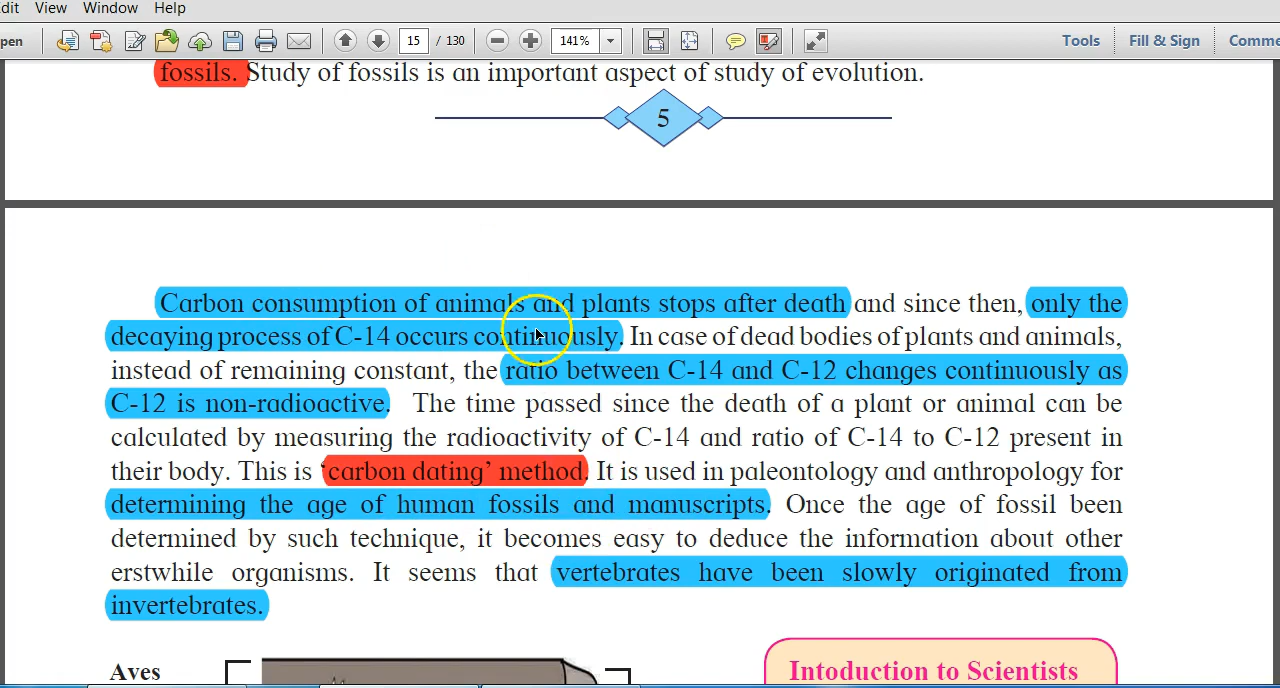 dit View Window Help
pen 15 / 130 141% Tools Fill & Sign Comme
fossils. Study of fossils is an important aspect of study of evolution.
5
Carbon consumption of animals and plants stops after death and since then, only the
decaying process of C-14 occurs continuously. In case of dead bodies of plants and animals,
instead of remaining constant, the ratio between C-14 and C-12 changes continuously as
C-12 is non-radioactive. The time passed since the death of a plant or animal can be
calculated by measuring the radioactivity of C-14 and ratio of C-14 to C-12 present in
their body. This is ‘carbon dating’ method. It is used in paleontology and anthropology for
determining the age of human fossils and manuscripts. Once the age of fossil been
determined by such technique, it becomes easy to deduce the information about other
erstwhile organisms. It seems that vertebrates have been slowly originated from
invertebrates.
Aves
Intoduction to Scientists